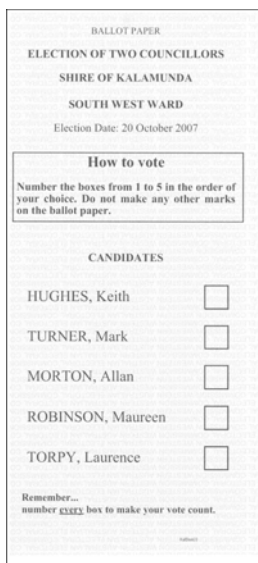 BALLOT PAPER
ELECTION OF TWO COUNCILLORS
SHIRE OF KALAMUNDA
SOUTH WEST WARD
Election Date: 20 October 2007
How to vote
Number the boxes from 1 to 5 in the order of
your choice. Do not make any other marks
on the ballot paper.
CANDIDATES
HUGHES, Keith
TURNER, Mark
MORTON, Allan
ROBINSON, Maureen
TORPY, Laurence
Remember...
number every box to make your vote count.